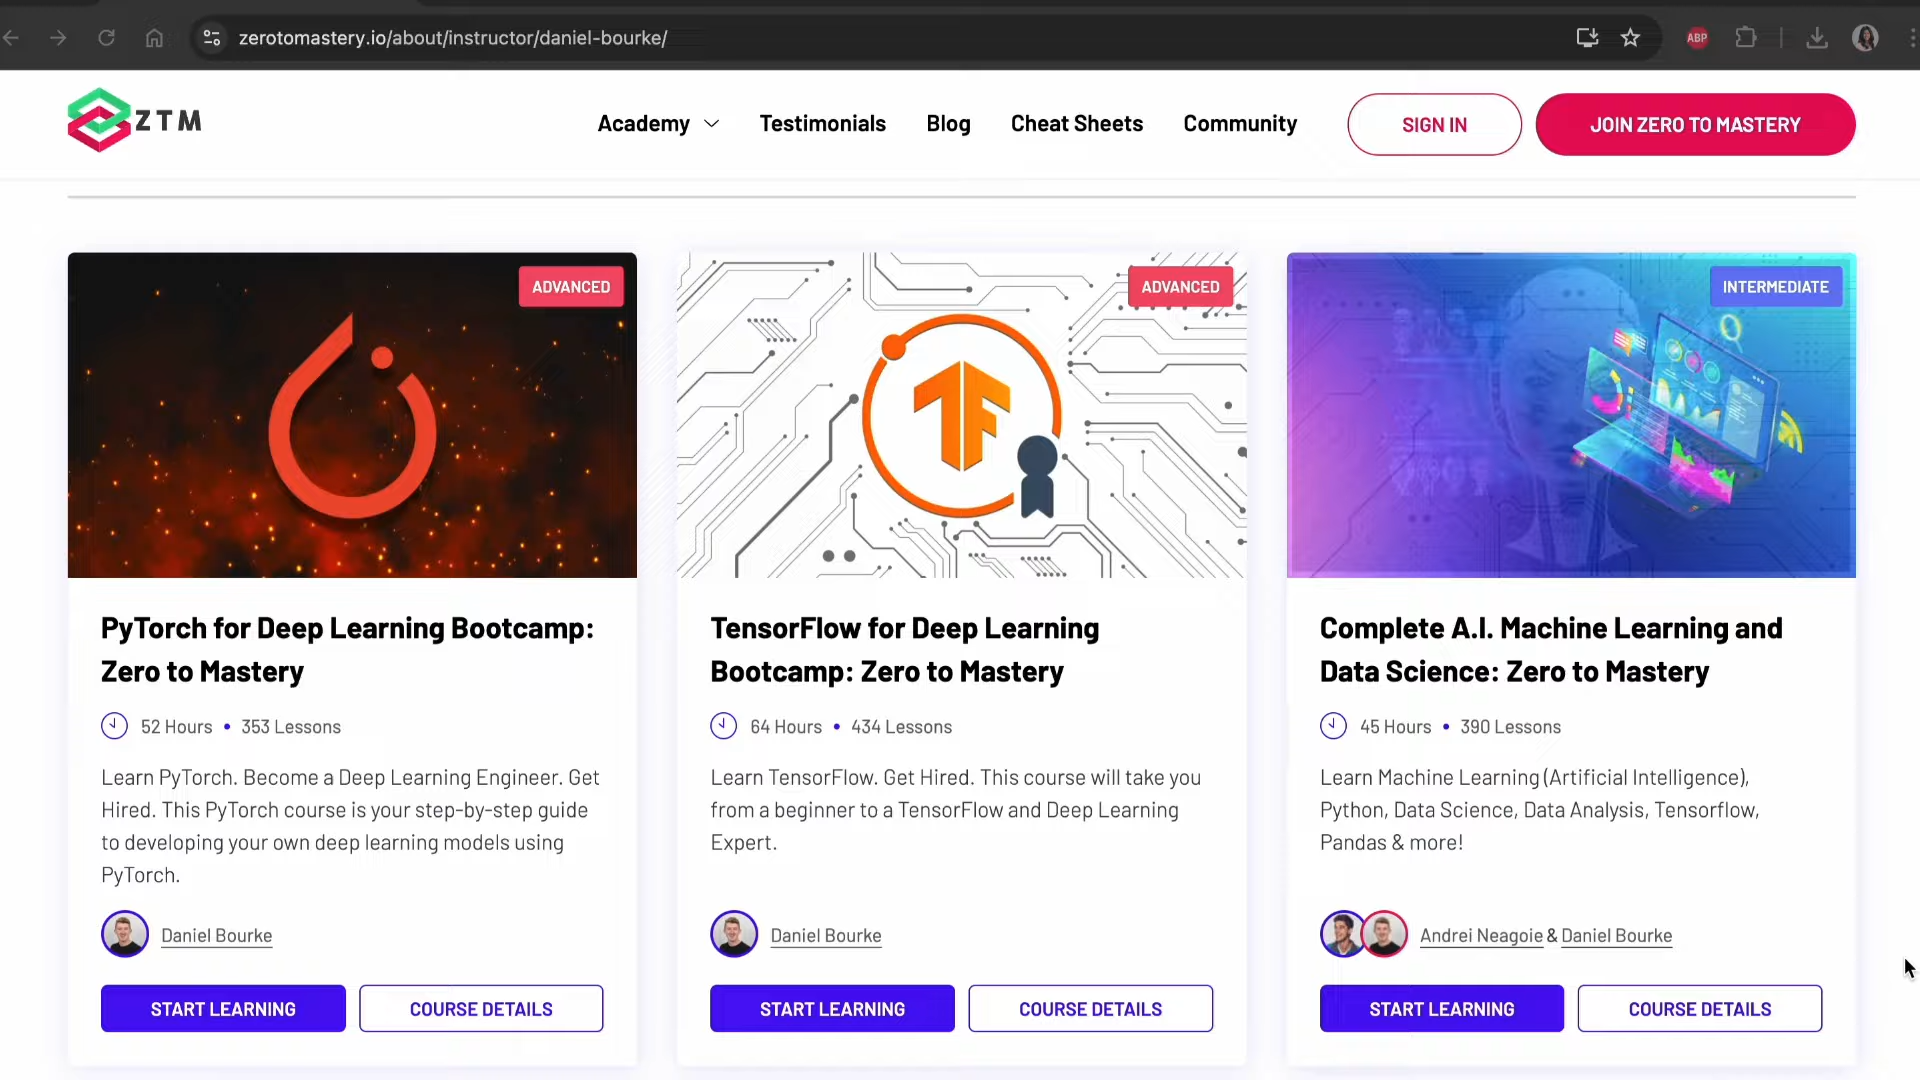 zerotomastery.io/about/instructor/daniel-bourke/
ABP
ZTM
Academy
Testimonials
Blog
Cheat Sheets
Community
SIGN IN
JOIN ZERO TO MASTERY
ADVANCED
PyTorch for Deep Learning Bootcamp:
Zero to Mastery
52 Hours • 353 Lessons
Learn PyTorch. Become a Deep Learning Engineer. Get
Hired. This PyTorch course is your step-by-step guide
to developing your own deep learning models using
PyTorch.
Daniel Bourke
START LEARNING
COURSE DETAILS
ADVANCED
TensorFlow for Deep Learning
Bootcamp: Zero to Mastery
64 Hours • 434 Lessons
Learn TensorFlow. Get Hired. This course will take you
from a beginner to a TensorFlow and Deep Learning
Expert.
Daniel Bourke
START LEARNING
COURSE DETAILS
INTERMEDIATE
Complete A.I. Machine Learning and
Data Science: Zero to Mastery
45 Hours • 390 Lessons
Learn Machine Learning (Artificial Intelligence),
Python, Data Science, Data Analysis, Tensorflow,
Pandas & more!
Andrei Neagoie & Daniel Bourke
START LEARNING
COURSE DETAILS